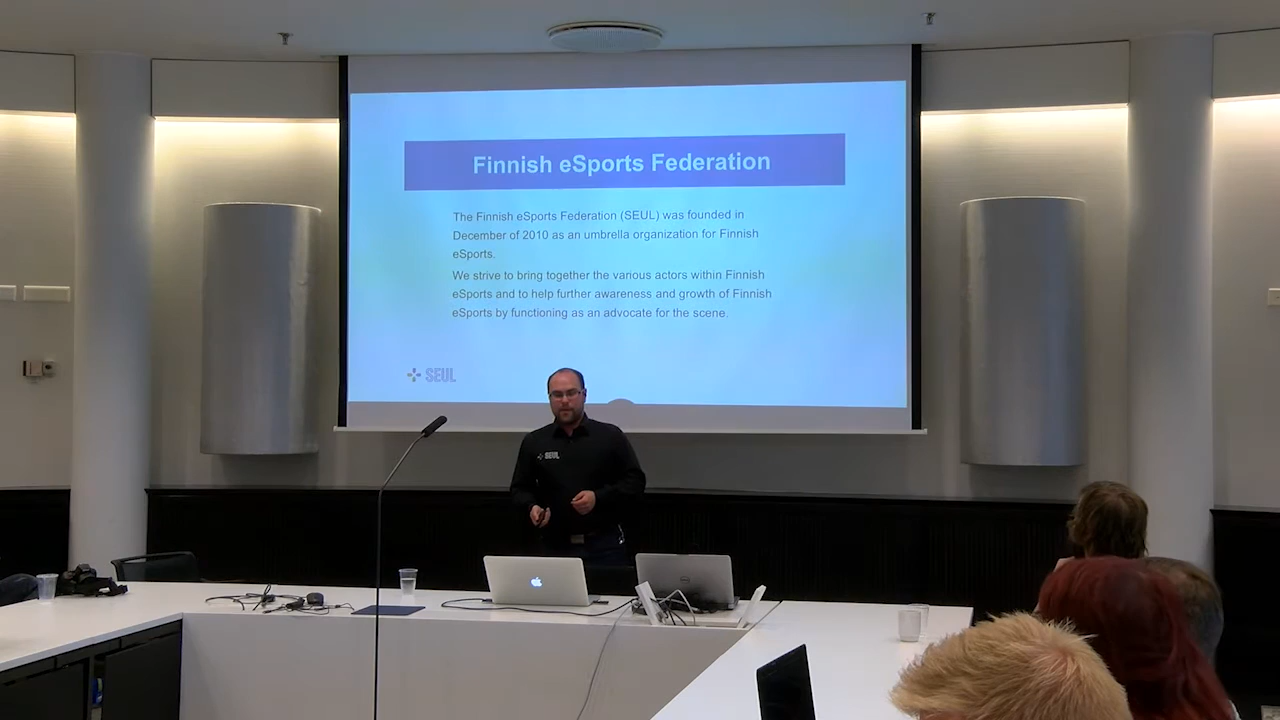 Finnish eSports Federation
The Finnish eSports Federation (SEUL) was founded in
December of 2010 as an umbrella organization for Finnish
eSports.
We strive to bring together the various actors within Finnish
eSports and to help further awareness and growth of Finnish
eSports by functioning as an advocate for the scene.
SEUL
SEUL